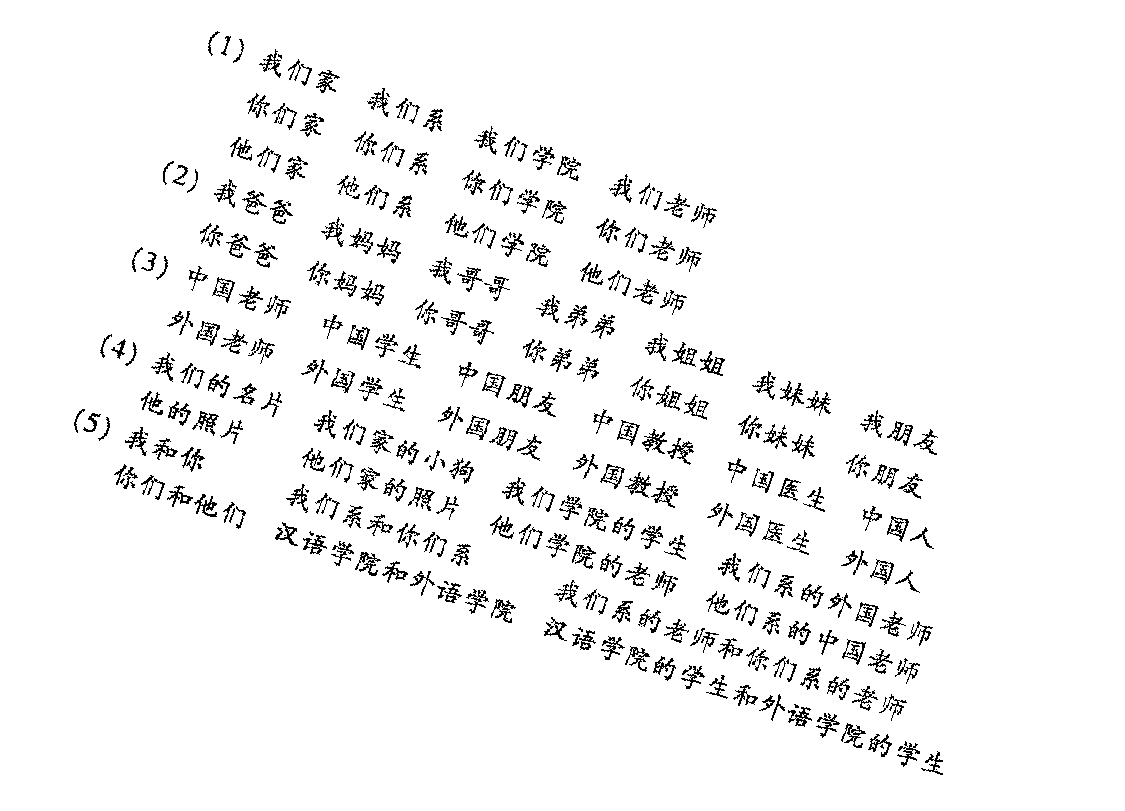 (1) 我们家 我们系 我们学院 我们老师
你们家 你们系 你们学院 你们老师
他们家 他们系 他们学院 他们老师
(2) 我爸爸 我妈妈 我哥哥 我弟弟 我姐姐 我妹妹 我朋友
你爸爸 你妈妈 你哥哥 你弟弟 你姐姐 你妹妹 你朋友
(3) 中国老师 中国学生 中国朋友 中国教授 中国医生 中国人
外国老师 外国学生 外国朋友 外国教授 外国医生 外国人
(4) 我们的名片 我们家的小狗 我们学院的学生 我们系的外国老师
他的照片 他们家的照片 他们学院的老师 他们系的中国老师
(5) 我和你 我们系和你们系 我们系的老师和你们系的老师
你们和他们 汉语学院和外语学院 汉语学院的学生和外语学院的学生